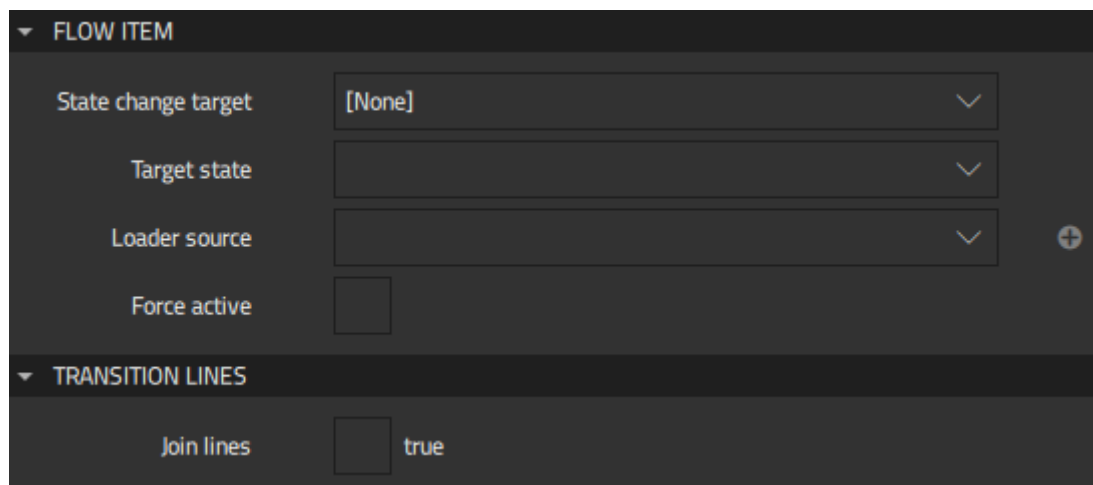 FLOW ITEM
State change target [None]
Target state
Loader source
Force active
TRANSITION LINES
Join lines true